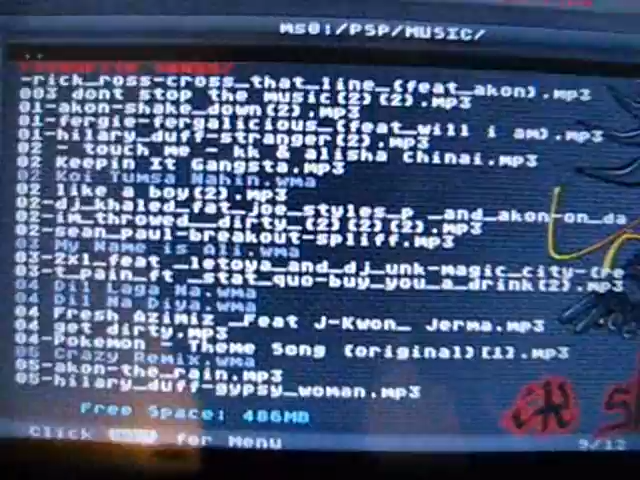 ms0:/PSP/MUSIC/
..
-rick_ross-cross_that_line_(feat_akon).mp3
003 dont stop the music(2)(2).mp3
01-akon-shake_down(2).mp3
01-fergie-fergalicious_(feat_will i am).mp3
01-hilary_duff-stranger(2).mp3
02 - touch me - kk & alisha Chinai.mp3
02 Keepin It Gangsta.mp3
02 Koi Tumsa Nahin.wma
02 like a boy(2).mp3
02-dj_khaled_fat_joe_styles_p_-and_akon-on_da
02-im_throwed_dirty_(2)(2)(2).mp3
02-sean_paul-breakout-spliff.mp3
03 My Name is Ali.wma
03-2xl_feat_letoya_and_dj_unk-magic_city-(re
03-t_pain_ft_stat_quo-buy_you_a_drink(2).mp3
04 Dil Laga Na.wma
04 Dil Na Diya.wma
04 Fresh Azimiz _Feat J-Kwon_ Jerma.mp3
04 get dirty.mp3
04-Pokemon - Theme Song (original)(1).mp3
05 Crazy Remix.wma
05-akon-the_rain.mp3
05-hilary_duff-gypsy_woman.mp3
Free Space: 486MB
Click for Menu
9/12